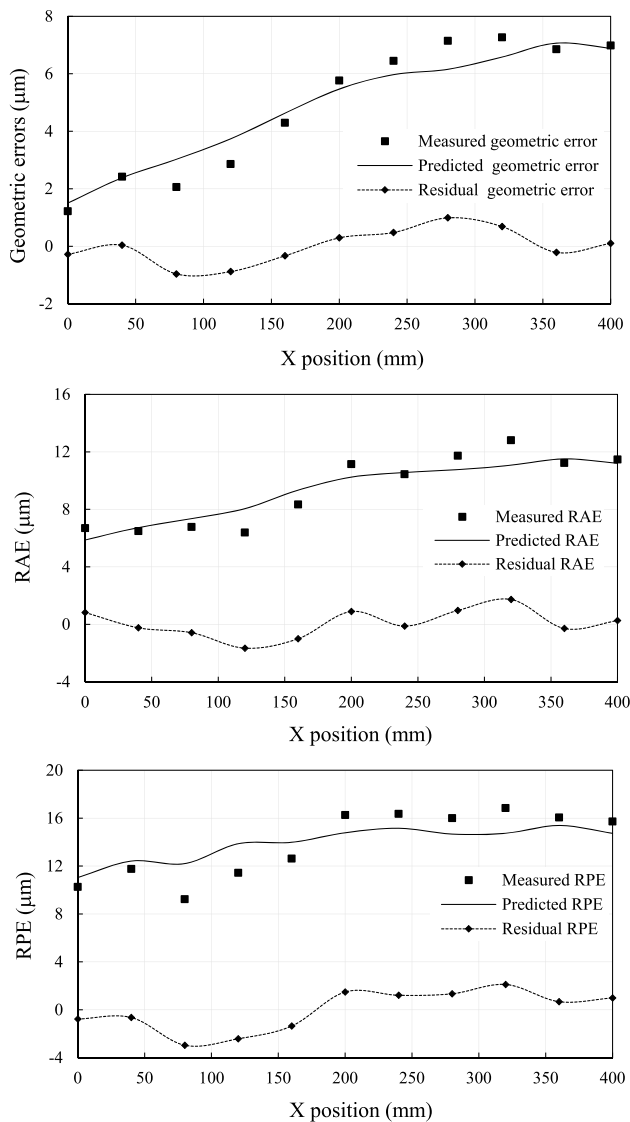 Geometric errors (μm)
8
6
4
2
0
-2
Measured geometric error
Predicted geometric error
Residual geometric error
0 50 100 150 200 250 300 350 400
X position (mm)
RAE (μm)
16
12
8
4
0
-4
Measured RAE
Predicted RAE
Residual RAE
0 50 100 150 200 250 300 350 400
X position (mm)
RPE (μm)
20
16
12
8
4
0
-4
Measured RPE
Predicted RPE
Residual RPE
0 50 100 150 200 250 300 350 400
X position (mm)